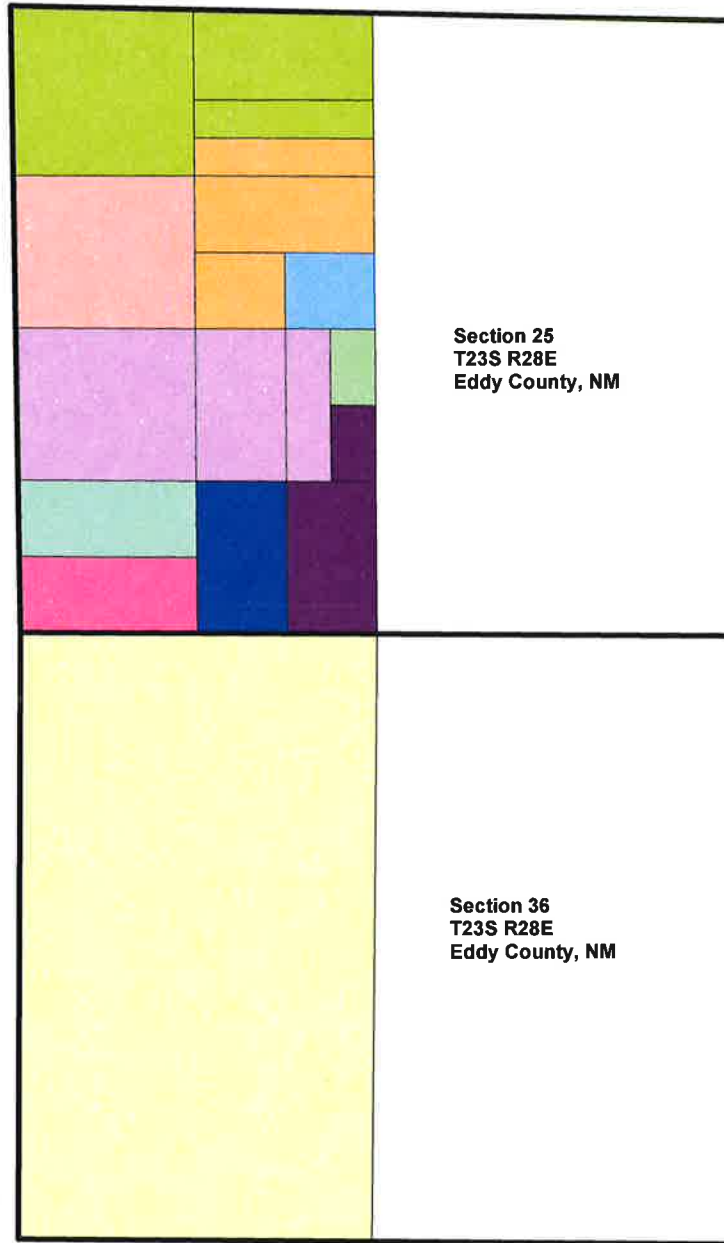 Section 25
T23S R28E
Eddy County, NM
Section 36
T23S R28E
Eddy County, NM